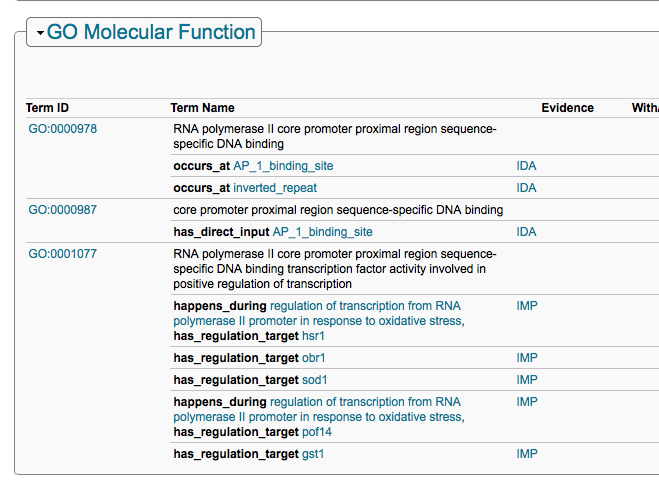 GO Molecular Function
Term ID Term Name Evidence With/
GO:0000978 RNA polymerase II core promoter proximal region sequence-
specific DNA binding
occurs_at AP_1_binding_site IDA
occurs_at inverted_repeat IDA
GO:0000987 core promoter proximal region sequence-specific DNA binding
has_direct_input AP_1_binding_site IDA
GO:0001077 RNA polymerase II core promoter proximal region sequence-
specific DNA binding transcription factor activity involved in
positive regulation of transcription
happens_during regulation of transcription from RNA IMP
polymerase II promoter in response to oxidative stress,
has_regulation_target hsr1
has_regulation_target obr1 IMP
has_regulation_target sod1 IMP
happens_during regulation of transcription from RNA IMP
polymerase II promoter in response to oxidative stress,
has_regulation_target pof14
has_regulation_target gst1 IMP